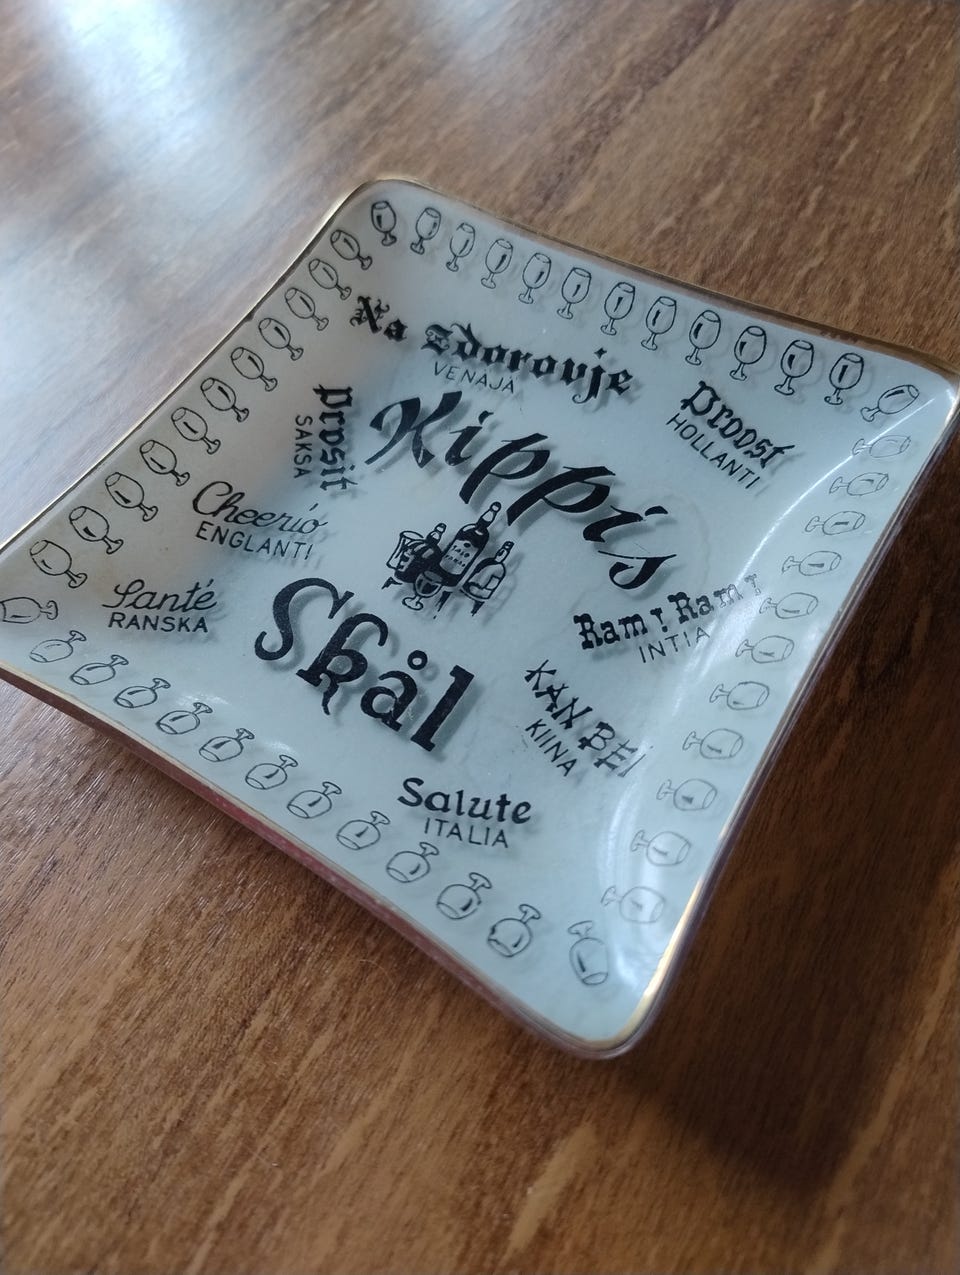 Na Zdorovje
VENÄJÄ
Proost
HOLLANTI
Prosit
SAKSA
Kippis
Cheerio
ENGLANTI
Santé
RANSKA
Skål
Ram! Ram!
INTIA
KAN BEI
KIINA
Salute
ITALIA